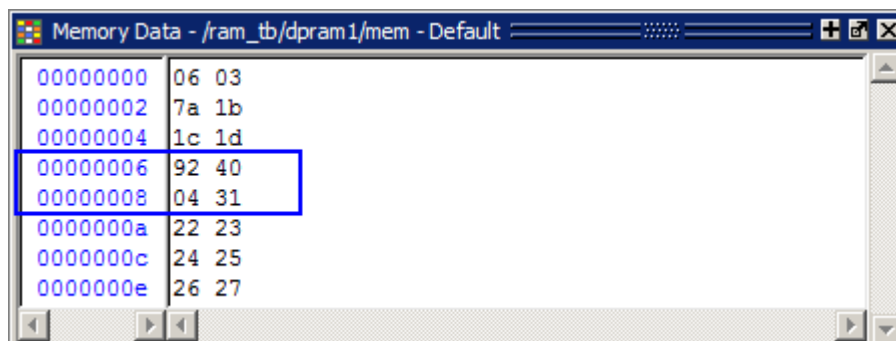 Memory Data - /ram_tb/dpram1/mem - Default
00000000 06 03
00000002 7a 1b
00000004 1c 1d
00000006 92 40
00000008 04 31
0000000a 22 23
0000000c 24 25
0000000e 26 27